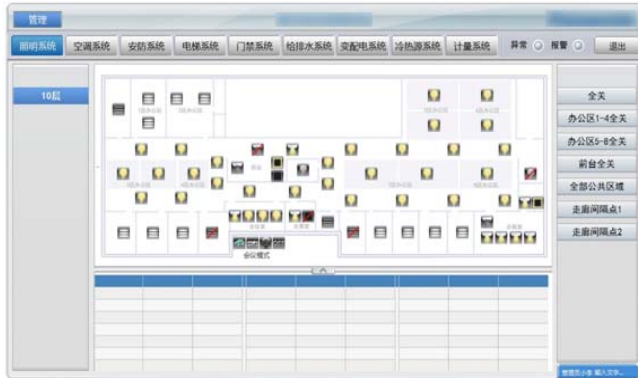 管理
照明系统 空调系统 安防系统 电梯系统 门禁系统 给排水系统 变配电系统 冷热源系统 计量系统 异常 报警 退出
10层
全关
办公区1-4全关
办公区5-8全关
前台全关
全部公共区域
走廊间隔点1
走廊间隔点2
会议模式